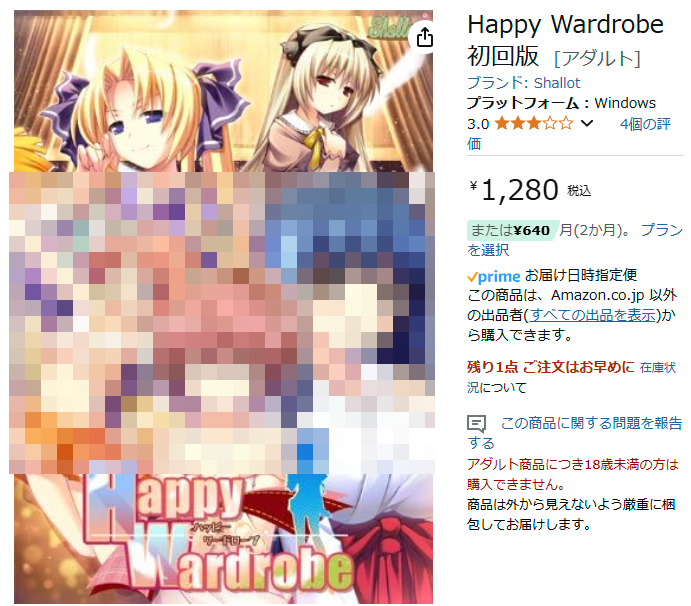 Shallot
Happy
ハッピー
ワードローブ
Wardrobe
Happy Wardrobe
初回版 [アダルト]
ブランド: Shallot
プラットフォーム : Windows
3.0 4個の評
価
¥1,280 税込
または¥640 月(2か月)。 プラン
を選択
prime お届け日時指定便
この商品は、Amazon.co.jp 以外
の出品者(すべての出品を表示)か
ら購入できます。
残り1点 ご注文はお早めに 在庫状
況について
この商品に関する問題を報告
する
アダルト商品につき18歳未満の方は
購入できません。
商品は外から見えないよう厳重に梱
包してお届けします。